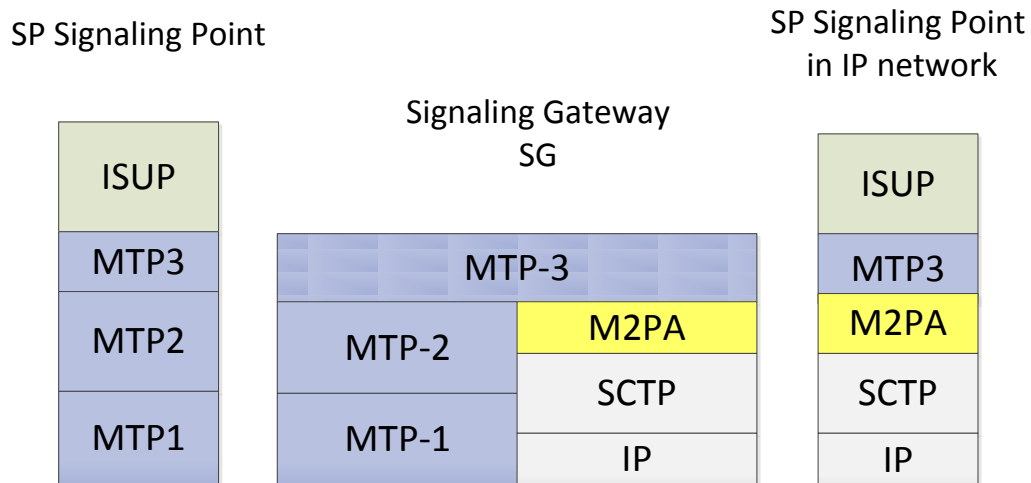 SP Signaling Point
ISUP
MTP3
MTP2
MTP1
Signaling Gateway
SG
MTP-3
MTP-2
MTP-1
M2PA
SCTP
IP
SP Signaling Point
in IP network
ISUP
MTP3
M2PA
SCTP
IP